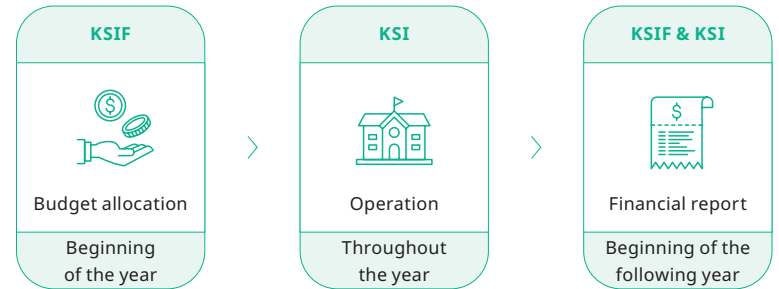 KSIF
$
Budget allocation
Beginning
of the year
KSI
Operation
Throughout
the year
KSIF & KSI
$
Financial report
Beginning of the
following year